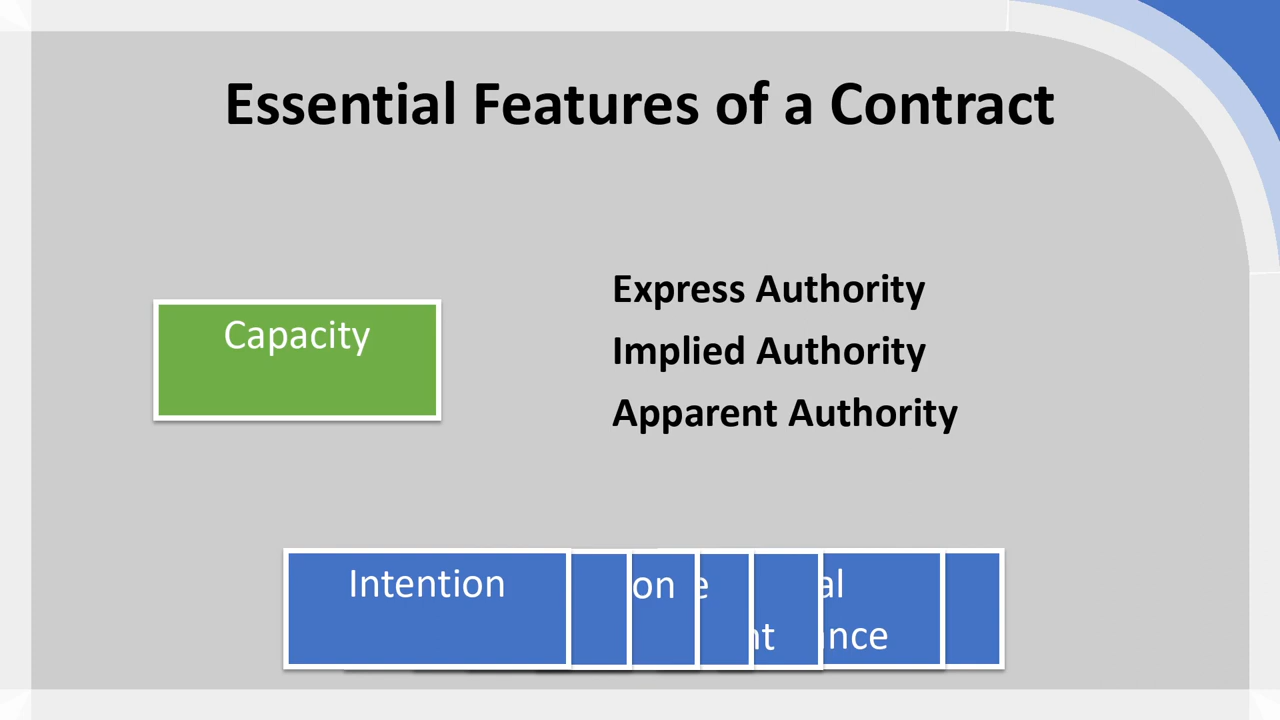 Essential Features of a Contract
Express Authority
Capacity
Implied Authority
Apparent Authority
Intention